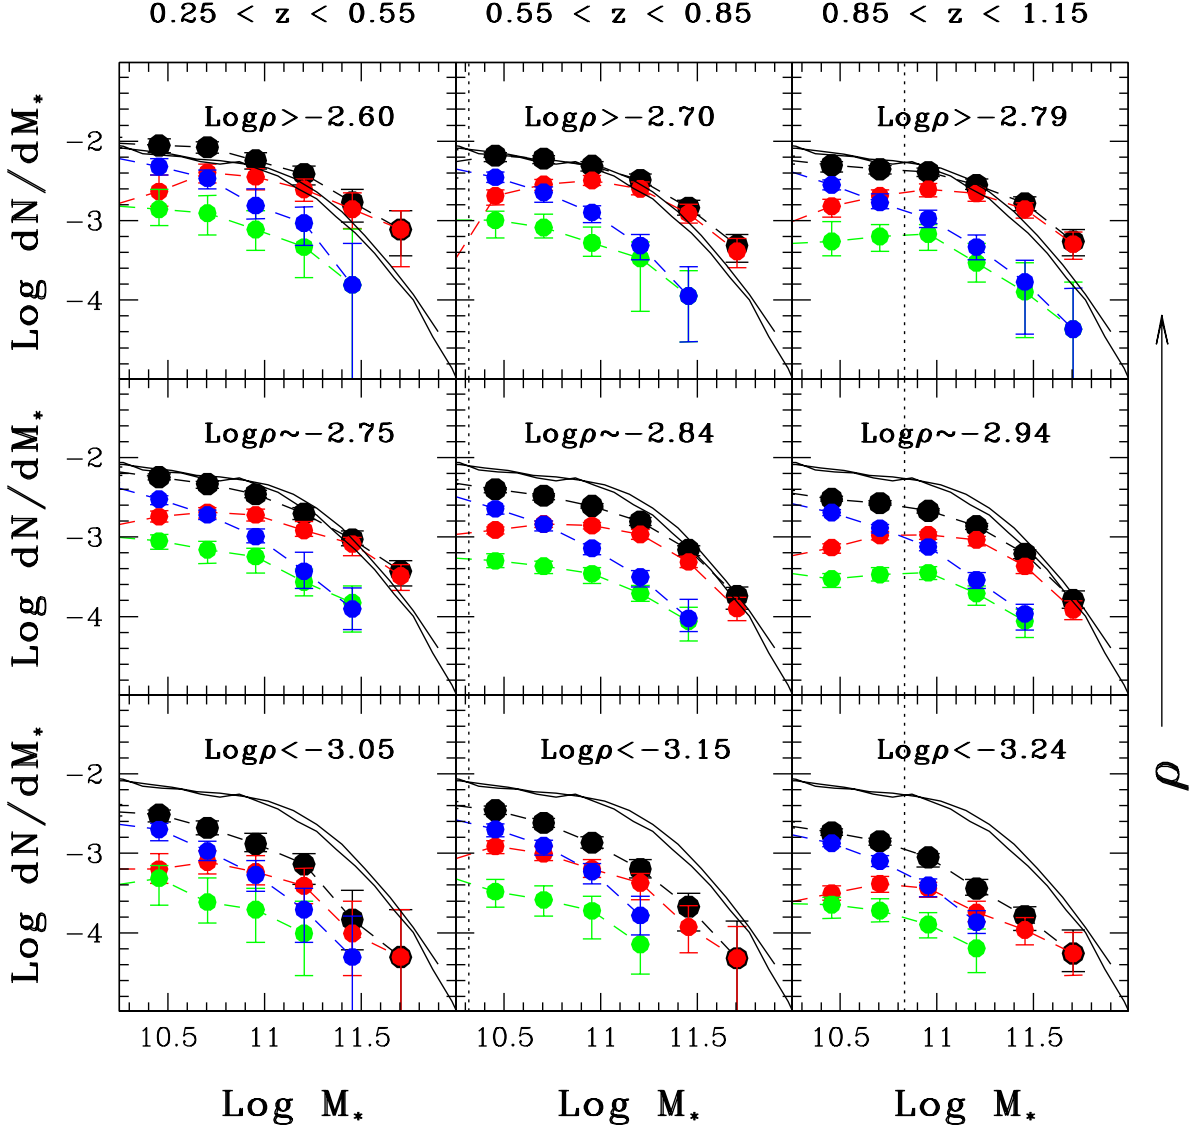 0.25 < z < 0.55
0.55 < z < 0.85
0.85 < z < 1.15
Log dN/dM*
-2
-3
-4
Logρ>-2.60
Logρ>-2.70
Logρ>-2.79
Log dN/dM*
-2
-3
-4
Logρ~-2.75
Logρ~-2.84
Logρ~-2.94
Log dN/dM*
-2
-3
-4
Logρ<-3.05
Logρ<-3.15
Logρ<-3.24
ρ
10.5 11 11.5
10.5 11 11.5
10.5 11 11.5
Log M*
Log M*
Log M*